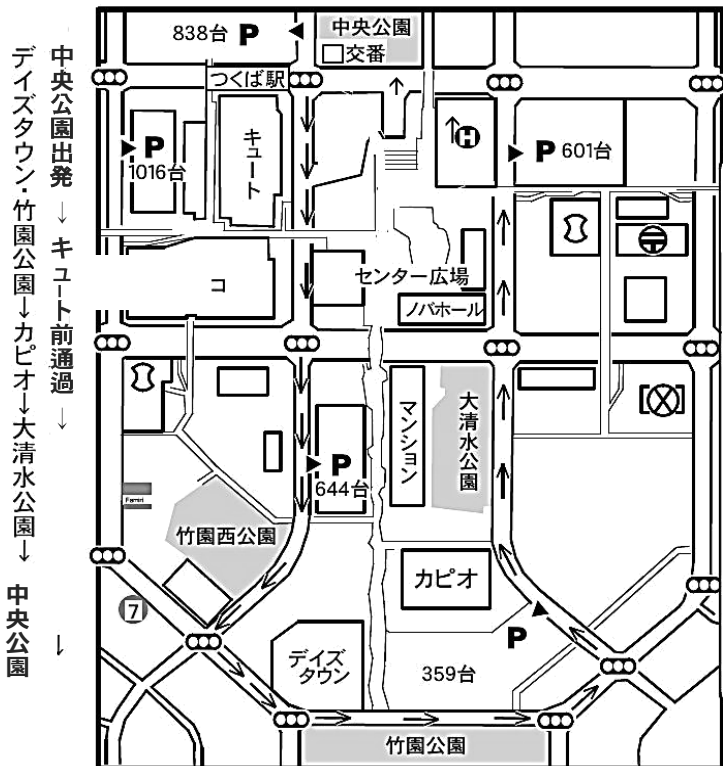 中央公園出発 → キュート前通過 →
デイズタウン・竹園公園→カピオ→大清水公園→ 中央公園
838台 P
中央公園
交番
つくば駅
キュート
P
1016台
H
P 601台
コ
センター広場
ノバホール
P
644台
マンション
大清水公園
Famiri
竹園西公園
7
カピオ
P
359台
デイズ
タウン
竹園公園